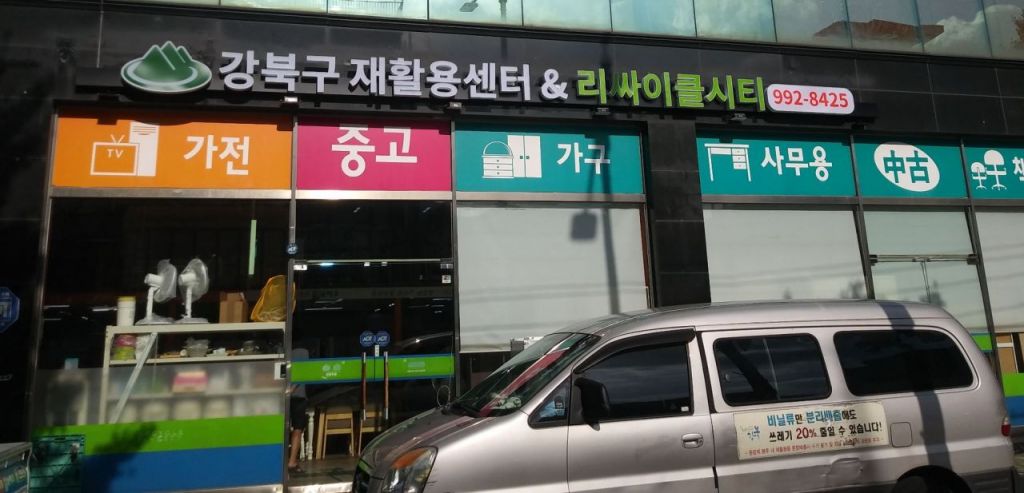 강북구 재활용센터 & 리싸이클시티 992-8425
TV 가전
중고
가구
사무용
中古
ADT ADT
비닐류만 분리배출해도
쓰레기 20% 줄일 수 있습니다!